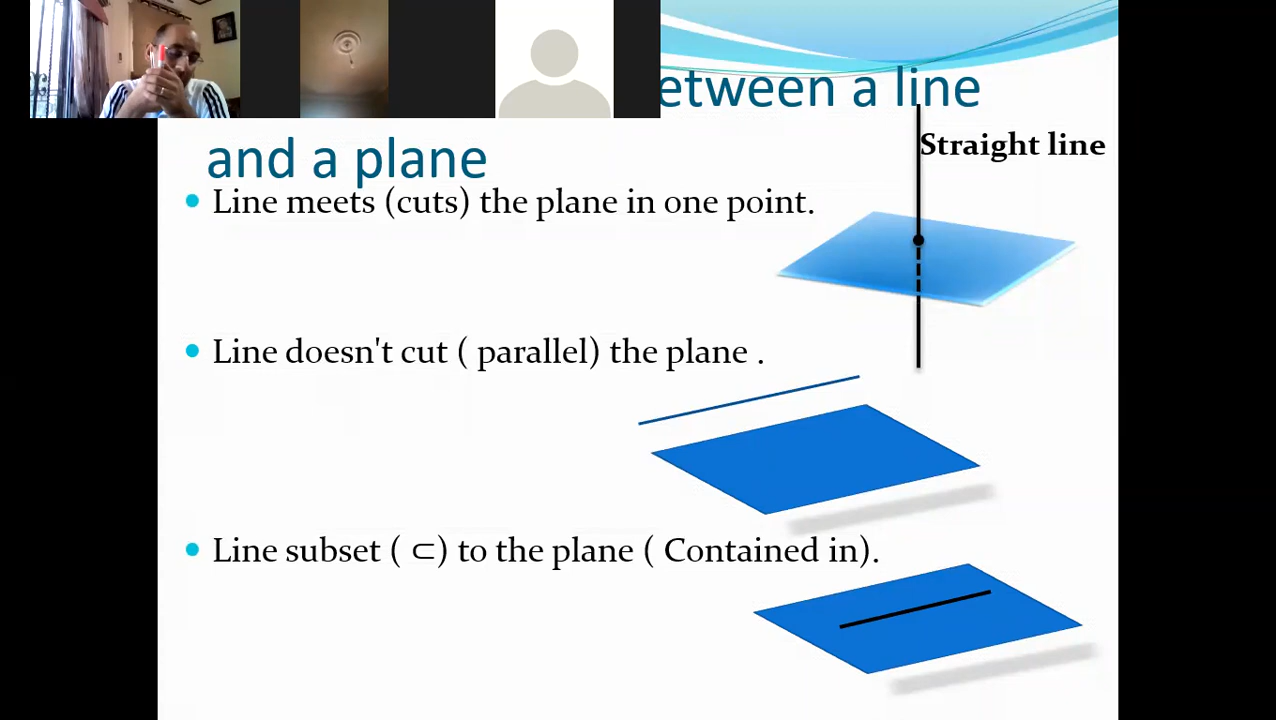 etween a line
and a plane
Straight line
• Line meets (cuts) the plane in one point.
• Line doesn't cut ( parallel) the plane .
• Line subset ( ⊂) to the plane ( Contained in).